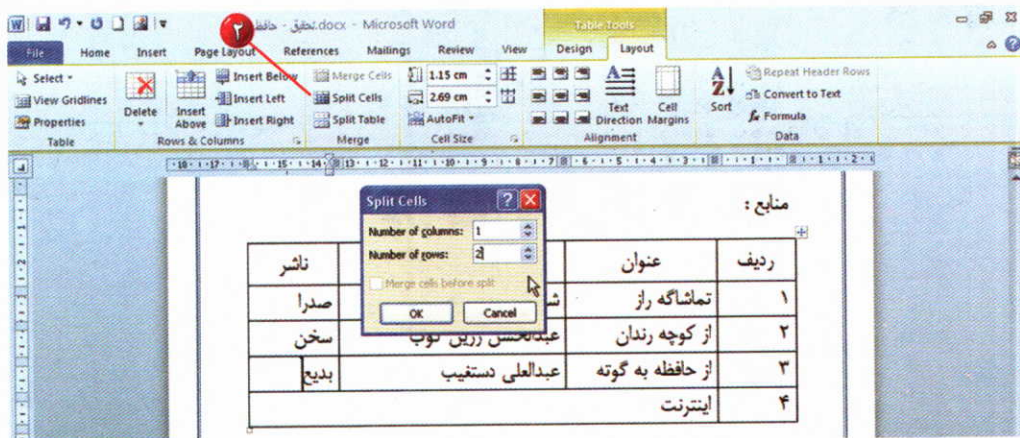 تحقیق - حافظ.docx - Microsoft Word
Table Tools
۲
File Home Insert Page Layout References Mailings Review View Design Layout
Select
View Gridlines
Properties
Table
Delete
Insert Above
Insert Below
Insert Left
Insert Right
Rows & Columns
Merge Cells
Split Cells
Split Table
Merge
1.15 cm
2.69 cm
AutoFit
Cell Size
Text Direction
Cell Margins
Alignment
Sort
Repeat Header Rows
Convert to Text
Formula
Data
منابع :
Split Cells
Number of columns: 1
Number of rows: 2
Merge cells before split
OK Cancel
ردیف عنوان ناشر
۱ تماشاگه راز صدرا
۲ از کوچه رندان عبدالحسین زرین کوب سخن
۳ از حافظه به گوته عبدالعلی دستغیب بدیع
۴ اینترنت